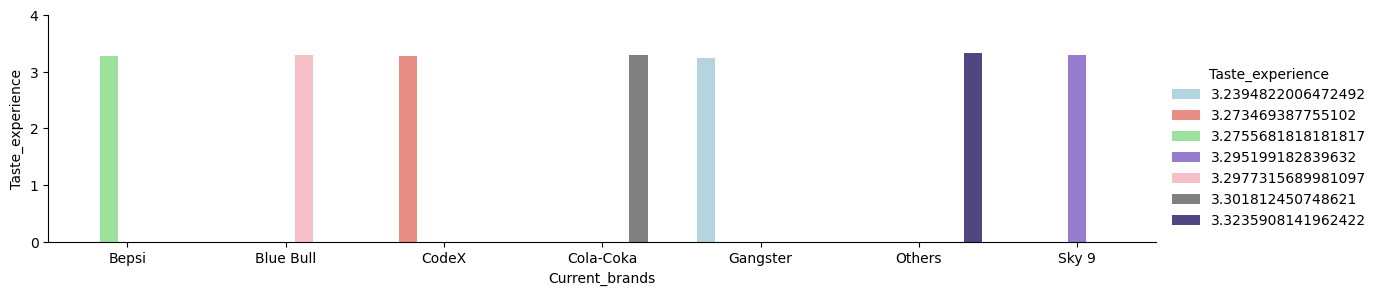 4
3
2
1
0
Taste_experience
Bepsi
Blue Bull
CodeX
Cola-Coka
Gangster
Others
Sky 9
Current_brands
Taste_experience
3.2394822006472492
3.273469387755102
3.2755681818181817
3.295199182839632
3.2977315689981097
3.301812450748621
3.3235908141962422